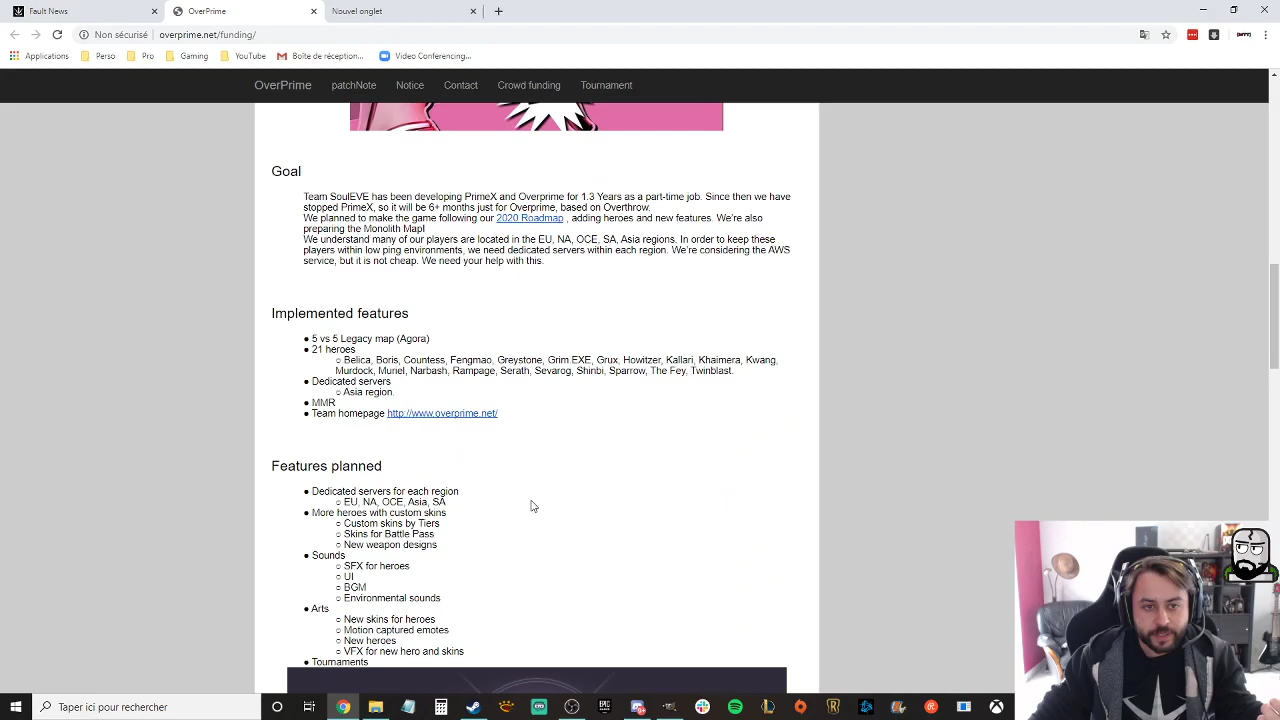 Fault News
OverPrime
Nouvel onglet
Non sécurisé
overprime.net/funding/
Applications
Perso
Pro
Gaming
YouTube
Boîte de réception...
Video Conferencing...
OverPrime
patchNote
Notice
Contact
Crowd funding
Tournament
Goal
Team SoulEVE has been developing PrimeX and Overprime for 1.3 Years as a part-time job. Since then we have
stopped PrimeX, so it will be 6+ months just for Overprime, based on Overthrow.
We planned to make the game following our 2020 Roadmap , adding heroes and new features. We're also
preparing the Monolith Map!
We understand many of our players are located in the EU, NA, OCE, SA, Asia regions. In order to keep these
players within low ping environments, we need dedicated servers within each region. We're considering the AWS
service, but it is not cheap. We need your help with this.
Implemented features
● 5 vs 5 Legacy map (Agora)
● 21 heroes
○ Belica, Boris, Countess, Fengmao, Greystone, Grim.EXE, Grux, Howitzer, Kallari, Khaimera, Kwang,
Murdock, Muriel, Narbash, Rampage, Serath, Sevarog, Shinbi, Sparrow, The Fey, Twinblast.
● Dedicated servers
○ Asia region.
● MMR
● Team homepage http://www.overprime.net/
Features planned
● Dedicated servers for each region
○ EU, NA, OCE, Asia, SA
● More heroes with custom skins
○ Custom skins by Tiers
○ Skins for Battle Pass
○ New weapon designs
● Sounds
○ SFX for heroes
○ UI
○ BGM
○ Environmental sounds
● Arts
○ New skins for heroes
○ Motion captured emotes
○ New heroes
○ VFX for new hero and skins
● Tournaments
Taper ici pour rechercher